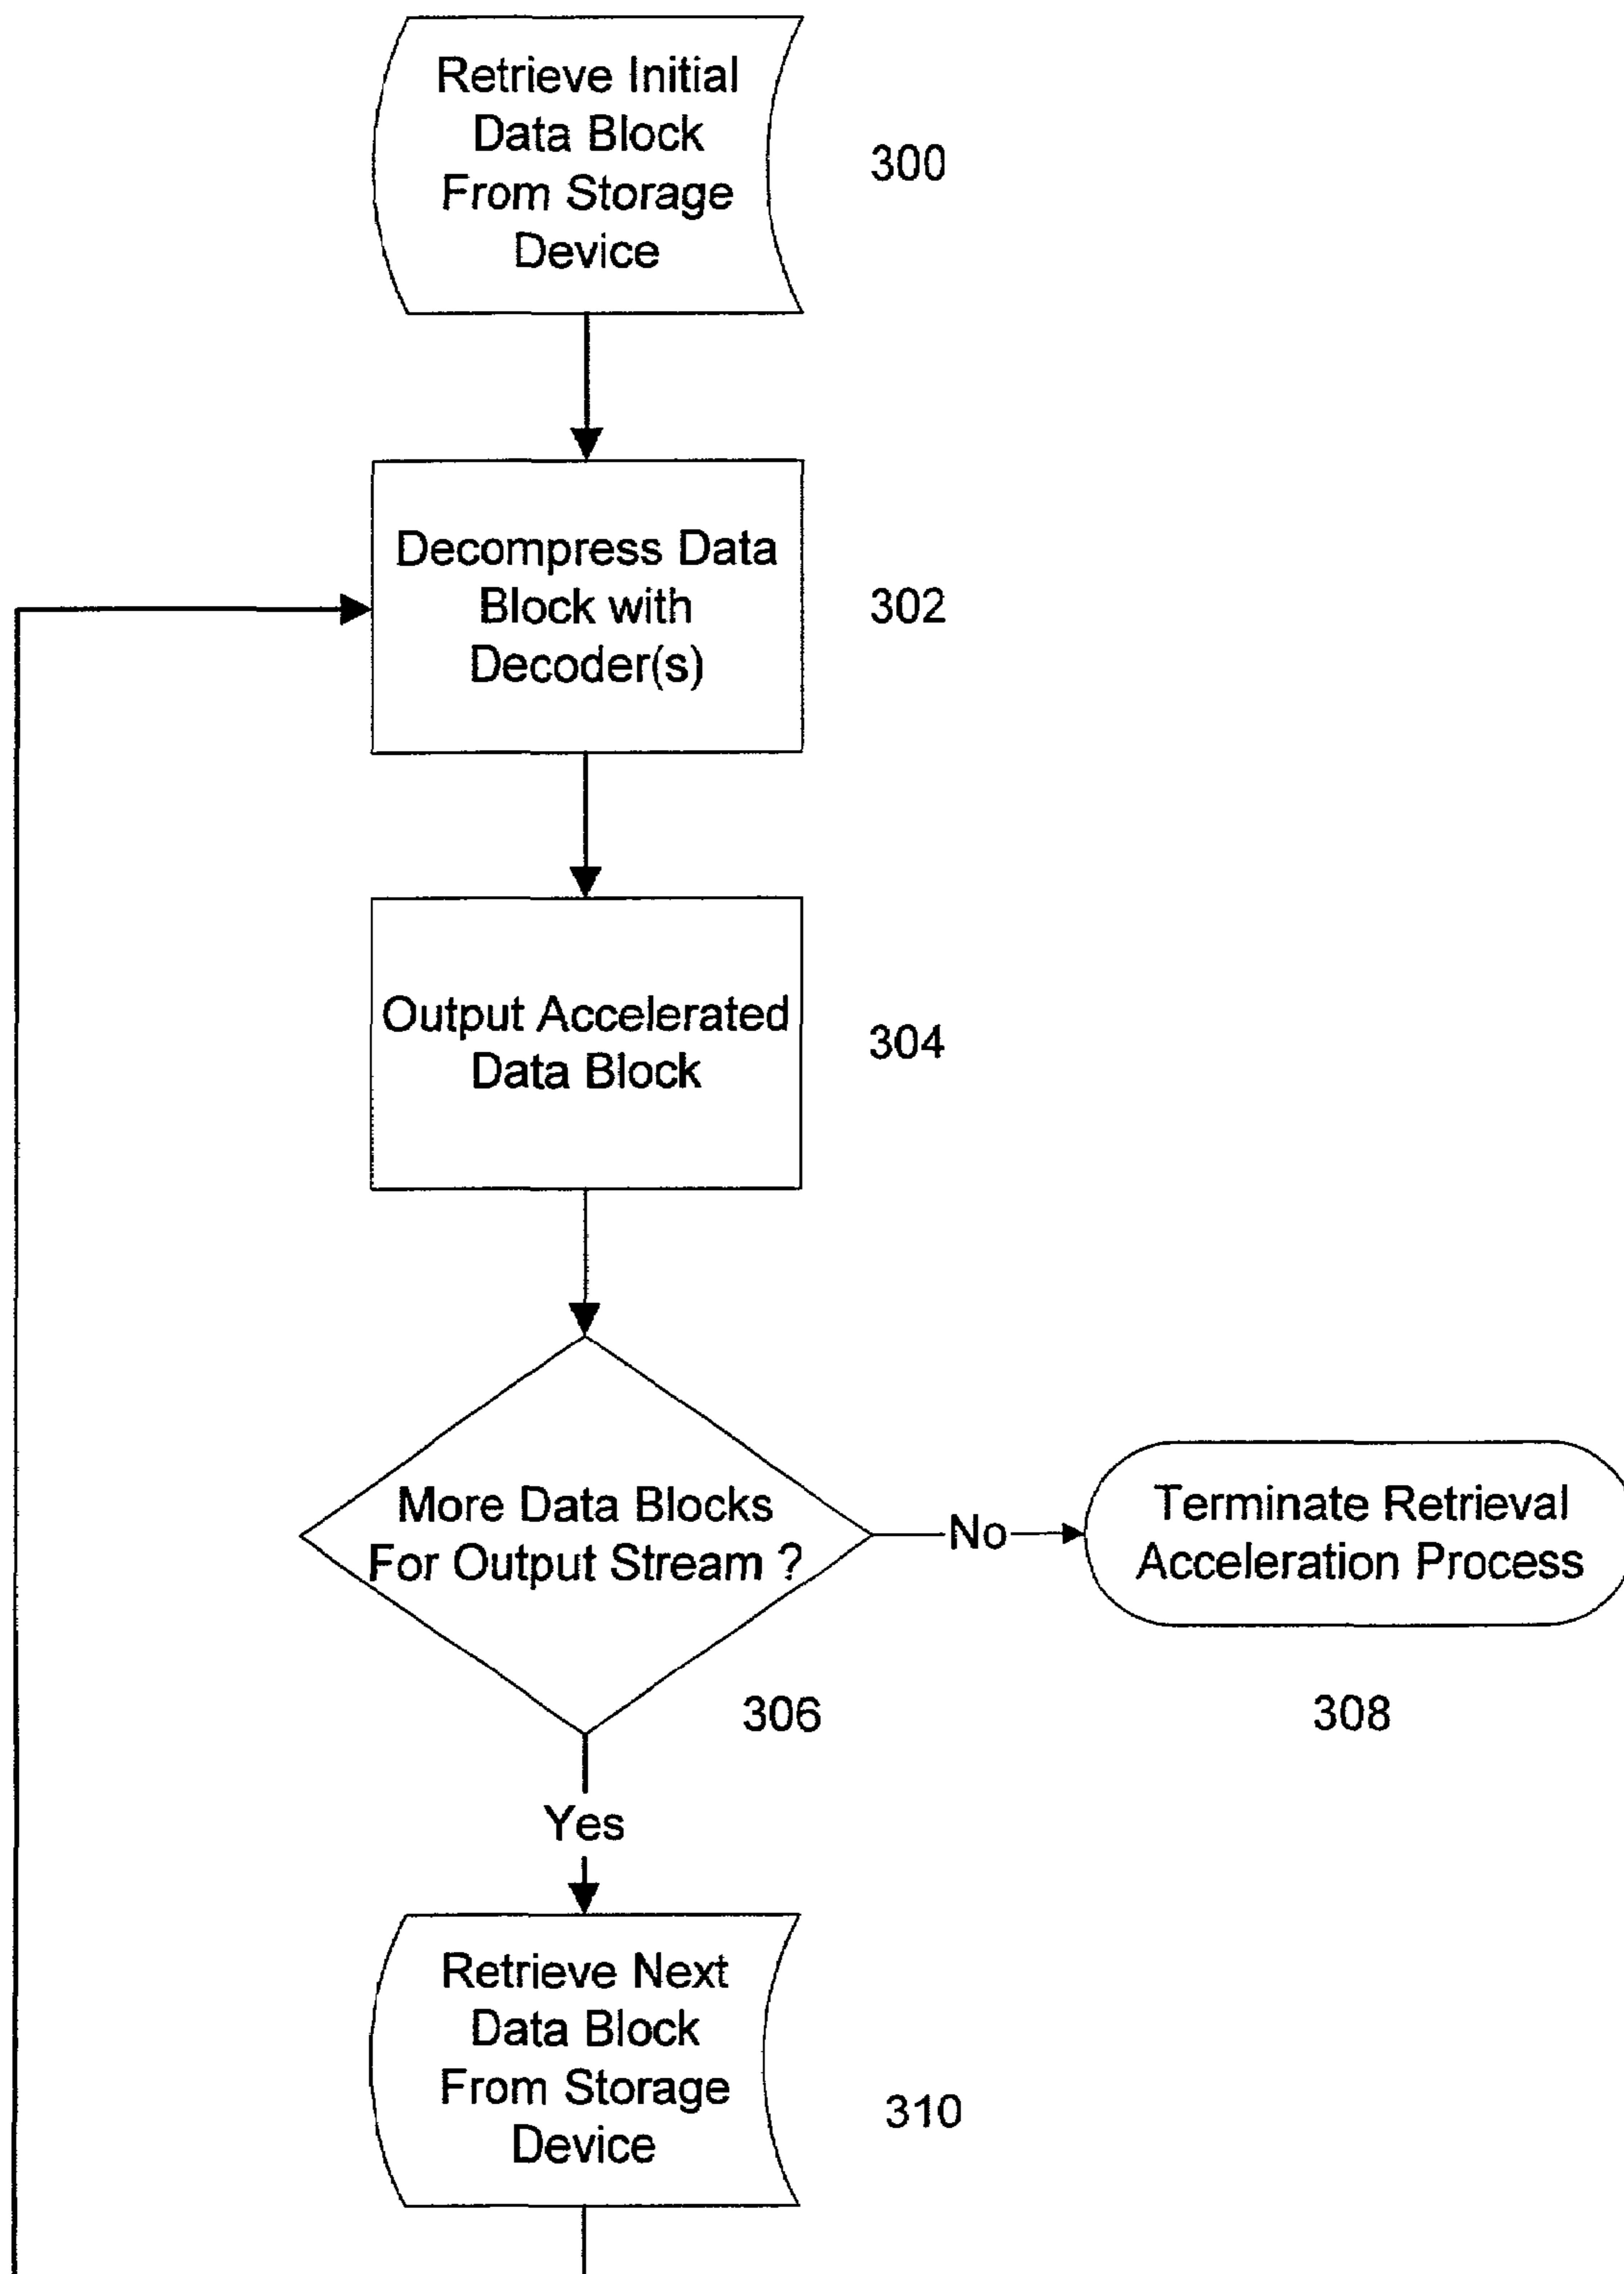 Retrieve Initial
Data Block
From Storage
Device
300
Decompress Data
Block with
Decoder(s)
302
Output Accelerated
Data Block
304
More Data Blocks
For Output Stream ?
306
No
Terminate Retrieval
Acceleration Process
308
Yes
Retrieve Next
Data Block
From Storage
Device
310